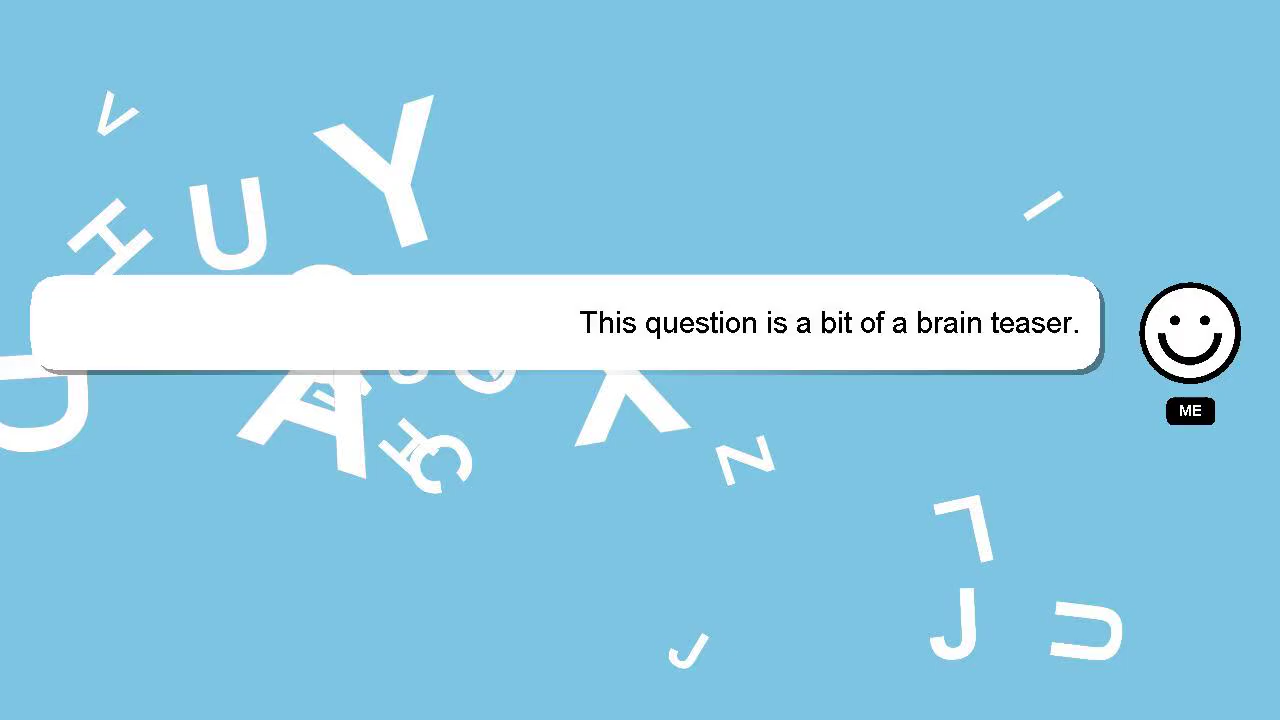 V
Y
U
H
I
This question is a bit of a brain teaser.
ME
U
A
H
C
X
N
L
J
U
J